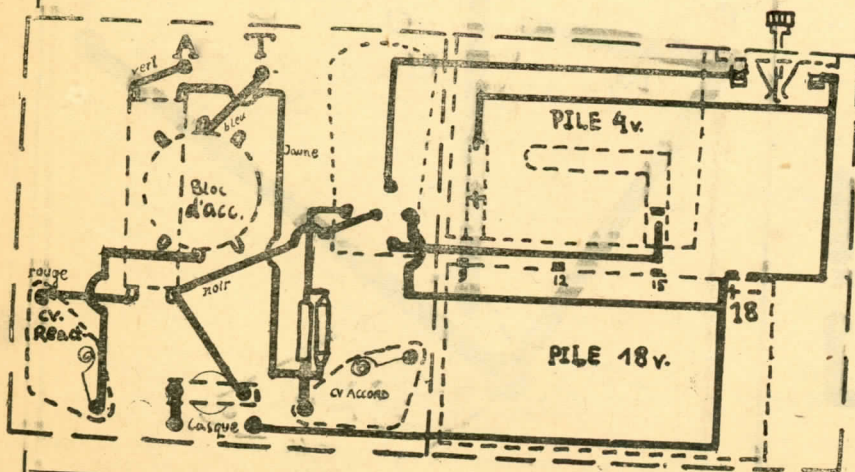 A
T
vert
bleu
Jaune
PILE 4v.
+
-
Bloc
d'acc.
rouge
cv.
React
noir
9
12
15
+ -
18
PILE 18v.
CV ACCORD
Casque